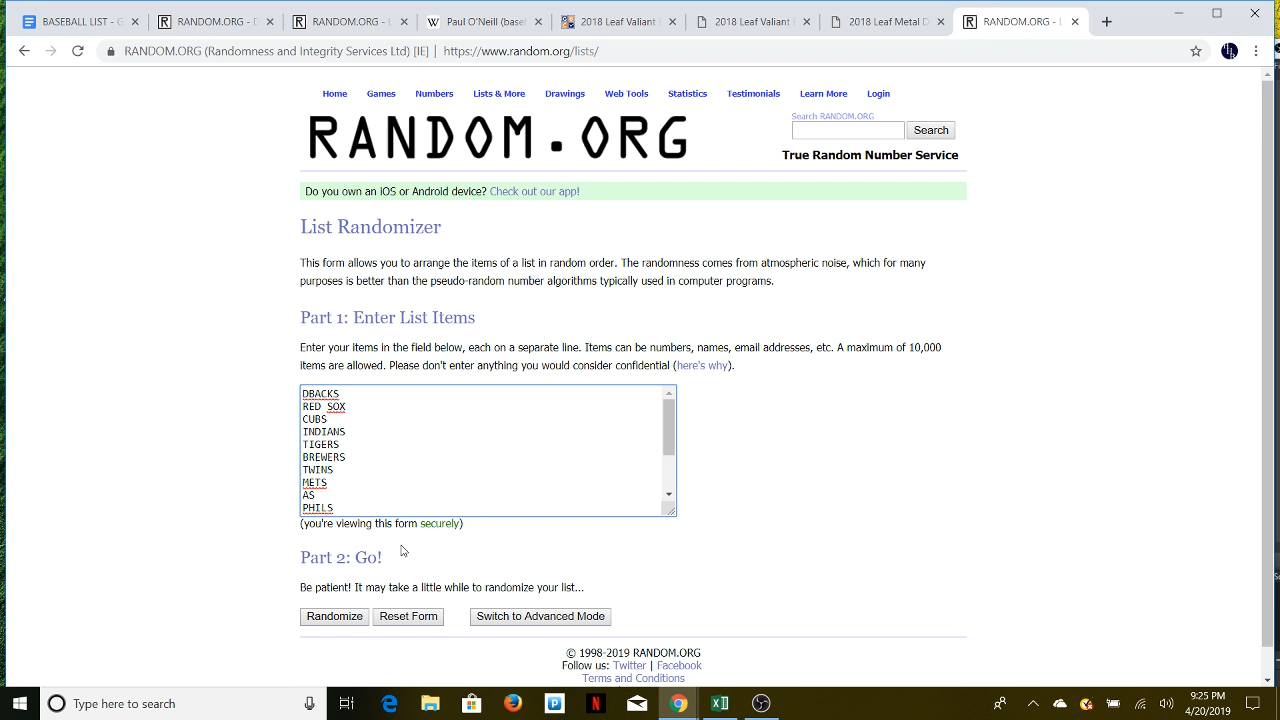 BASEBALL LIST - G
RANDOM.ORG - D
RANDOM.ORG - L
Paul O'Neill (base
2018 Leaf Valiant
2018 Leaf Valiant
2018 Leaf Metal D
RANDOM.ORG - L
RANDOM.ORG (Randomness and Integrity Services Ltd) [IE] | https://www.random.org/lists/
Home Games Numbers Lists & More Drawings Web Tools Statistics Testimonials Learn More Login
RANDOM.ORG
Search RANDOM.ORG
Search
True Random Number Service
Do you own an iOS or Android device? Check out our app!
List Randomizer
This form allows you to arrange the items of a list in random order. The randomness comes from atmospheric noise, which for many
purposes is better than the pseudo-random number algorithms typically used in computer programs.
Part 1: Enter List Items
Enter your items in the field below, each on a separate line. Items can be numbers, names, email addresses, etc. A maximum of 10,000
items are allowed. Please don't enter anything you would consider confidential (here's why).
DBACKS
RED SOX
CUBS
INDIANS
TIGERS
BREWERS
TWINS
METS
AS
PHILS
(you're viewing this form securely)
Part 2: Go!
Be patient! It may take a little while to randomize your list...
Randomize Reset Form Switch to Advanced Mode
© 1998-2019 RANDOM.ORG
Follow us: Twitter | Facebook
Terms and Conditions
Type here to search
9:25 PM
4/20/2019